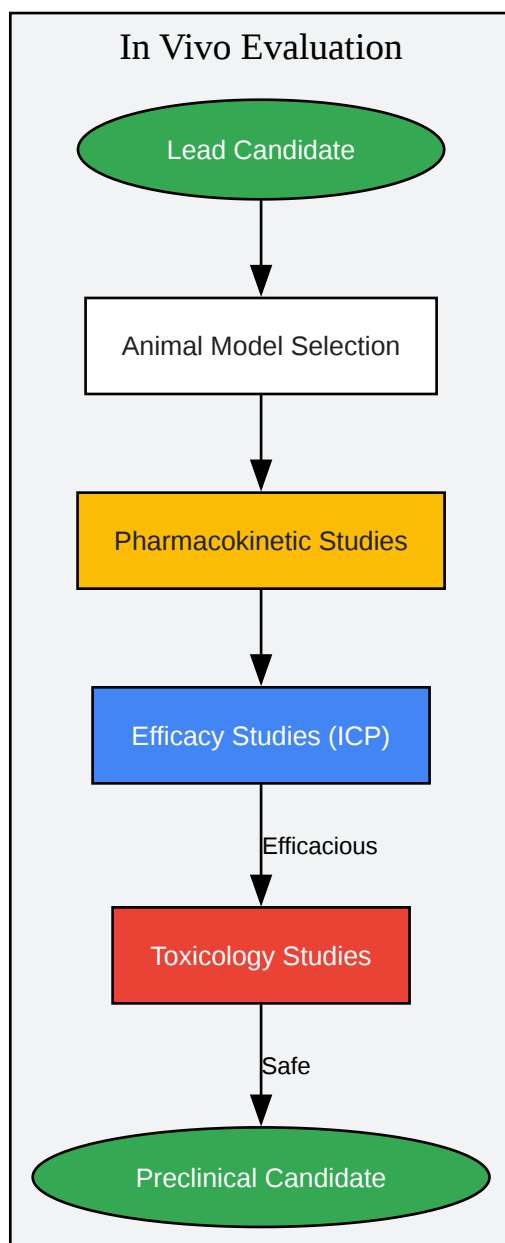 In Vivo Evaluation
Lead Candidate
Animal Model Selection
Pharmacokinetic Studies
Efficacy Studies (ICP)
Efficacious
Toxicology Studies
Safe
Preclinical Candidate